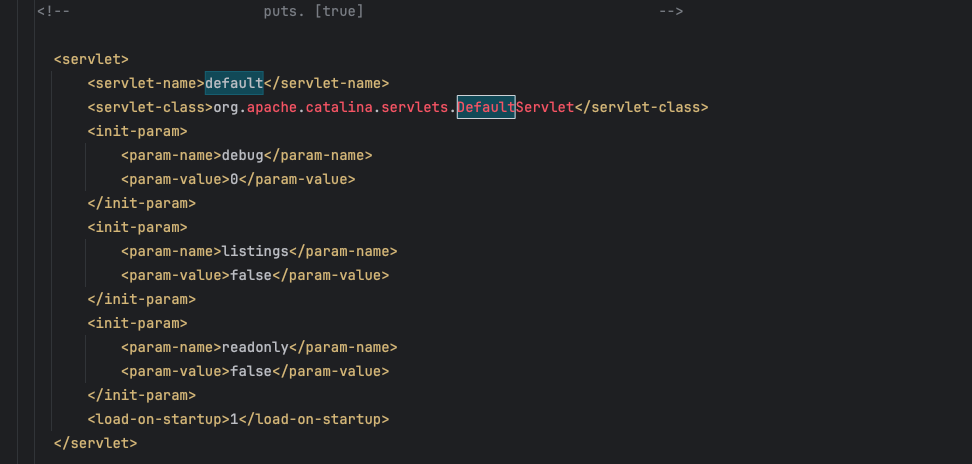 <!--                       puts. [true]                                   -->
<servlet>
<servlet-name>default</servlet-name>
<servlet-class>org.apache.catalina.servlets.DefaultServlet</servlet-class>
<init-param>
<param-name>debug</param-name>
<param-value>0</param-value>
</init-param>
<init-param>
<param-name>listings</param-name>
<param-value>false</param-value>
</init-param>
<init-param>
<param-name>readonly</param-name>
<param-value>false</param-value>
</init-param>
<load-on-startup>1</load-on-startup>
</servlet>